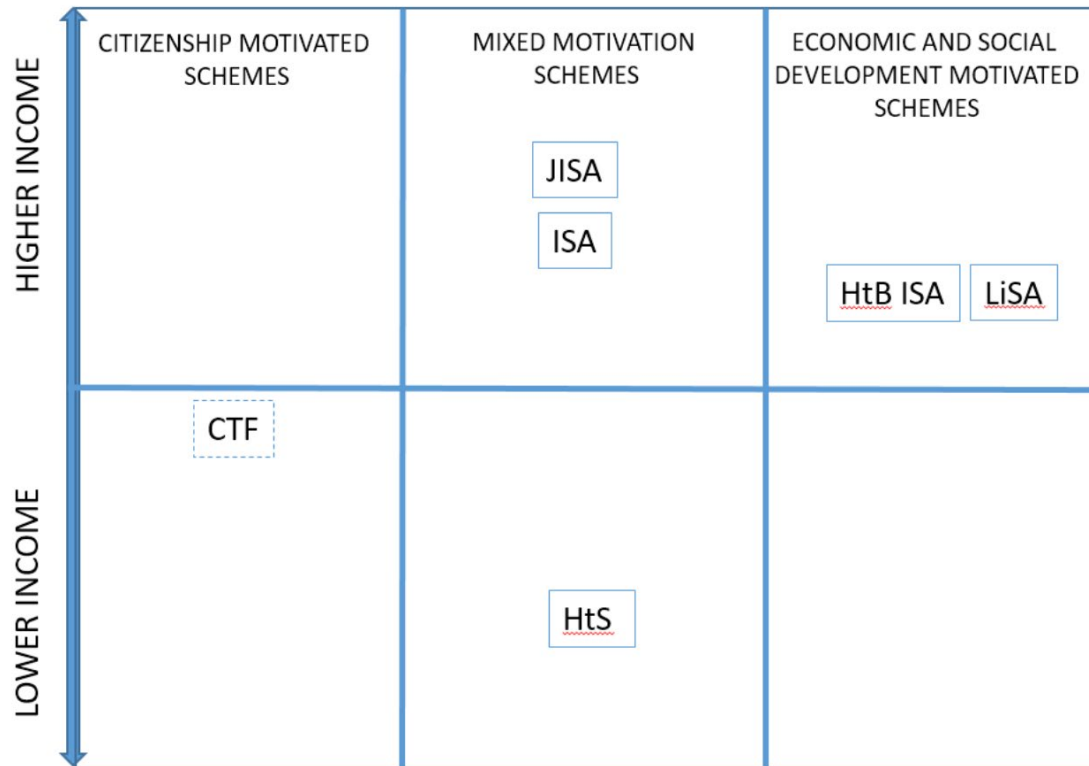 CITIZENSHIP MOTIVATED
SCHEMES
MIXED MOTIVATION
SCHEMES
ECONOMIC AND SOCIAL
DEVELOPMENT MOTIVATED
SCHEMES
HIGHER INCOME
JISA
ISA
HtB ISA
LiSA
LOWER INCOME
CTF
HtS